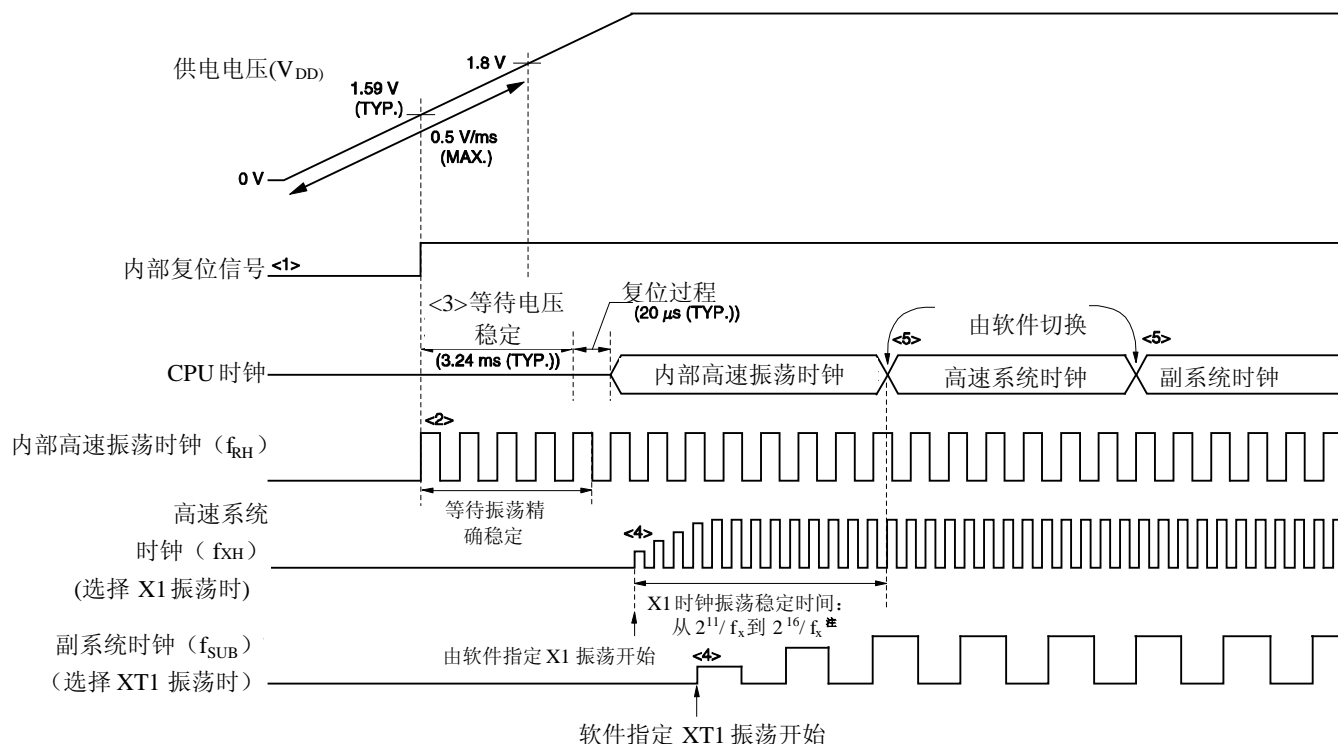 供电电压(VDD)
1.8 V
1.59 V
(TYP.)
0.5 V/ms
(MAX.)
0 V
内部复位信号
<1>
<3>等待电压
稳定
(3.24 ms (TYP.))
复位过程
(20 μs (TYP.))
由软件切换
<5>
<5>
CPU 时钟
内部高速振荡时钟
高速系统时钟
副系统时钟
<2>
内部高速振荡时钟（fRH）
等待振荡精
确稳定
高速系统
时钟（ fXH）
(选择 X1 振荡时)
<4>
X1 时钟振荡稳定时间：
从 2^11/ fx 到 2^16/ fx 注
由软件指定 X1 振荡开始
副系统时钟（fSUB）
（选择 XT1 振荡时）
<4>
软件指定 XT1 振荡开始